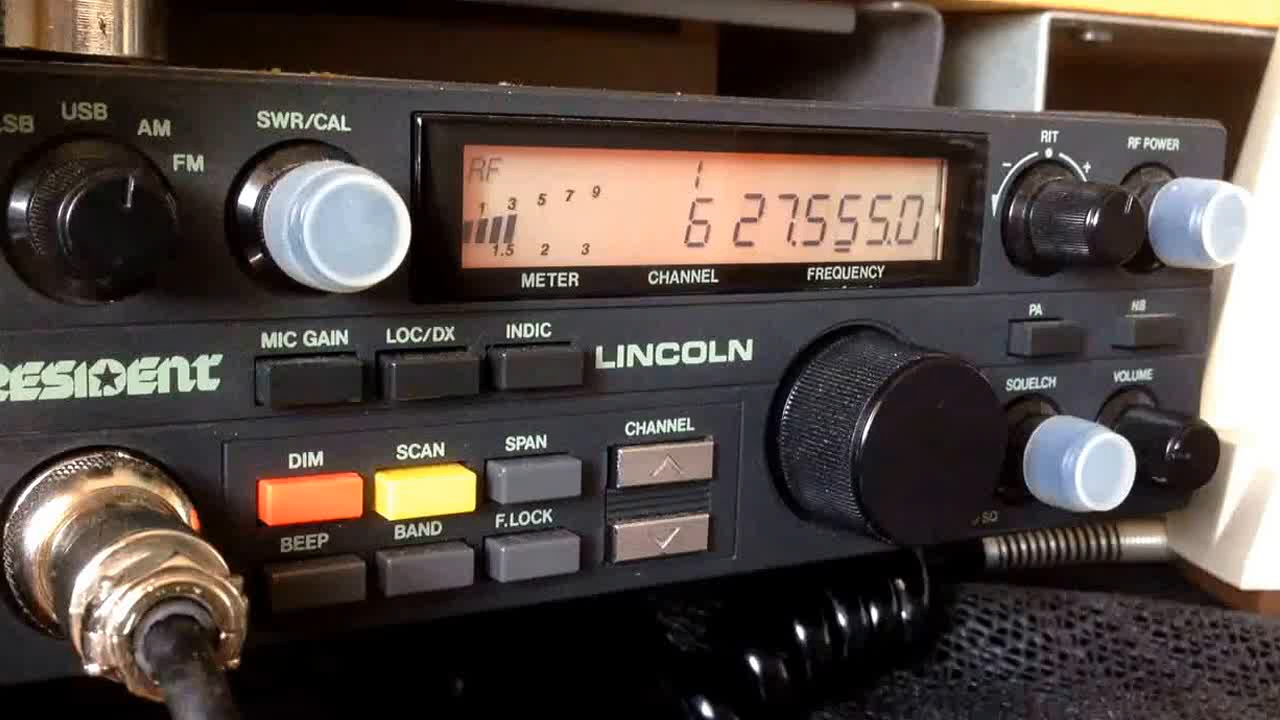 USB
AM
FM
SWR/CAL
RF
1 3 5 7 9
1.5 2 3
1
6 27.555.0
METER CHANNEL FREQUENCY
RIT
- +
RF POWER
PA
NB
MIC GAIN
LOC/DX
INDIC
PRESIDENT
LINCOLN
SQUELCH
VOLUME
DIM
SCAN
SPAN
CHANNEL
BEEP
BAND
F.LOCK